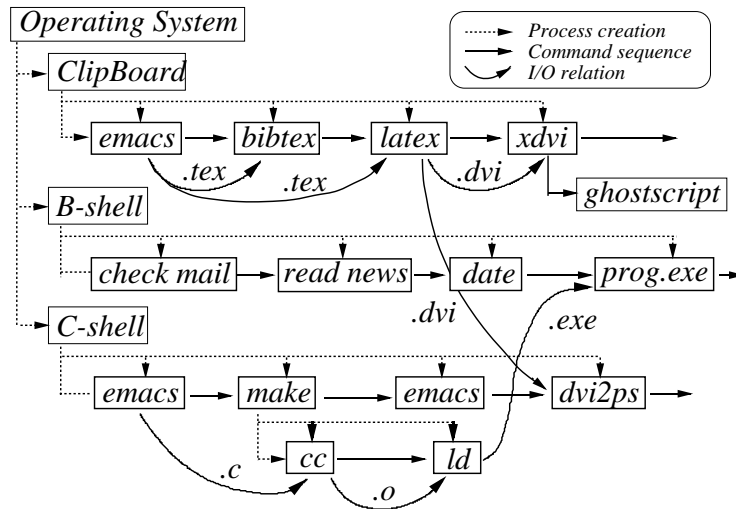 Operating System
Process creation
Command sequence
I/O relation
ClipBoard
emacs bibtex latex xdvi
.tex .tex .dvi
ghostscript
B-shell
check mail read news date prog.exe
.dvi .exe
C-shell
emacs make emacs dvi2ps
cc ld
.c .o